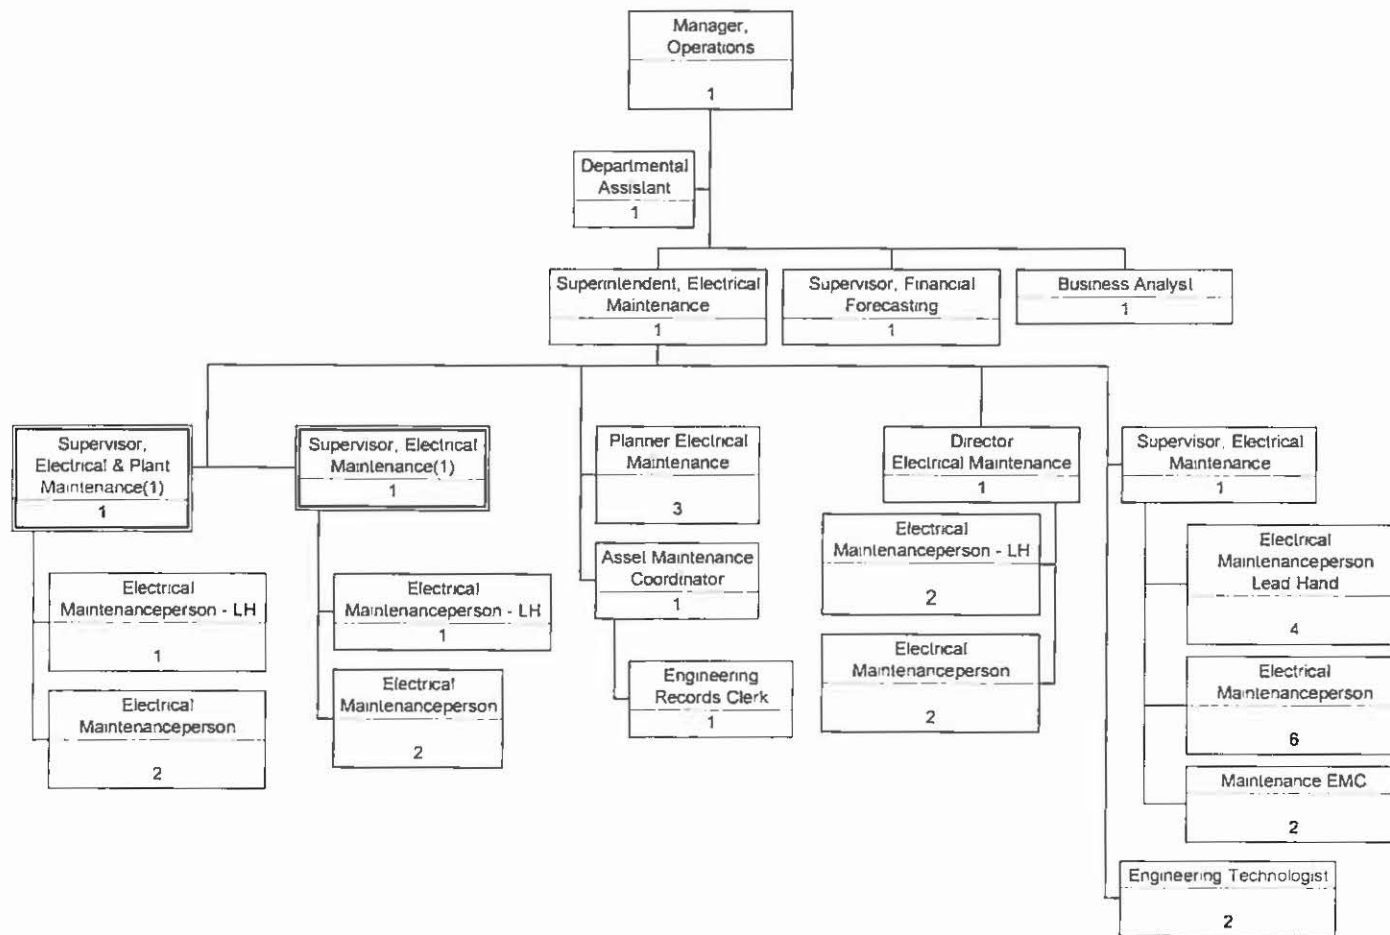 Manager,
Operations
1
Departmental
Assistant
1
Superintendent, Electrical
Maintenance
1
Supervisor, Financial
Forecasting
1
Business Analyst
1
Supervisor,
Electrical & Plant
Maintenance(1)
1
Supervisor, Electrical
Maintenance(1)
1
Planner Electrical
Maintenance
3
Director
Electrical Maintenance
1
Supervisor, Electrical
Maintenance
1
Electrical
Maintenanceperson - LH
1
Electrical
Maintenanceperson
2
Electrical
Maintenanceperson - LH
1
Electrical
Maintenanceperson
2
Asset Maintenance
Coordinator
1
Engineering
Records Clerk
1
Electrical
Maintenanceperson - LH
2
Electrical
Maintenanceperson
2
Electrical
Maintenanceperson
Lead Hand
4
Electrical
Maintenanceperson
6
Maintenance EMC
2
Engineering Technologist
2